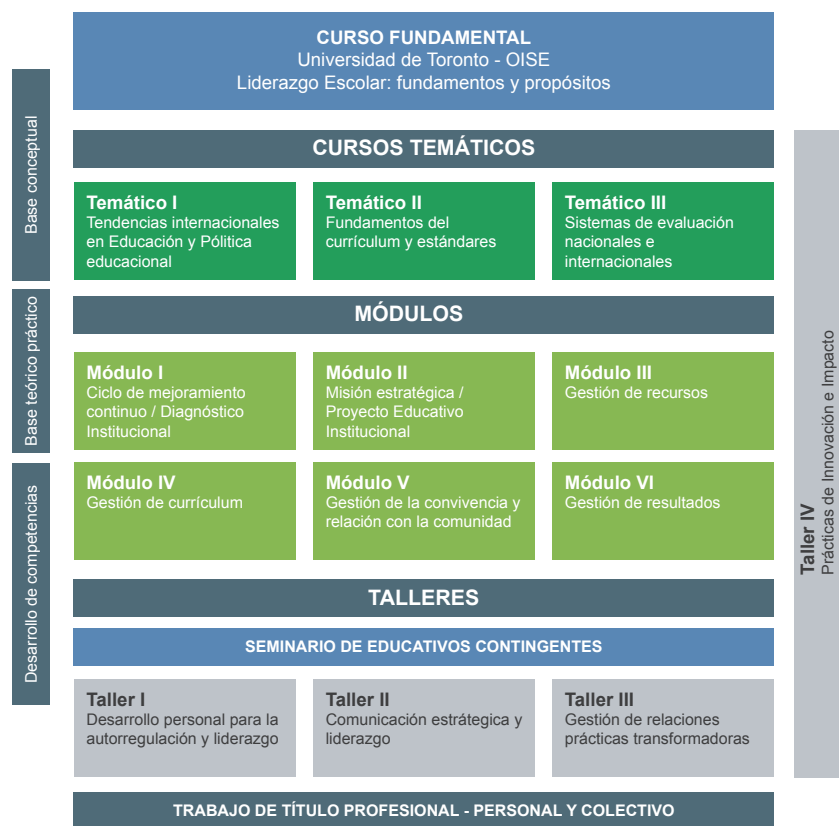 CURSO FUNDAMENTAL
Universidad de Toronto - OISE
Liderazgo Escolar: fundamentos y propósitos
Base conceptual
CURSOS TEMÁTICOS
Temático I
Tendencias internacionales
en Educación y Pólitica
educacional
Temático II
Fundamentos del
currículum y estándares
Temático III
Sistemas de evaluación
nacionales e
internacionales
Base teórico práctico
MÓDULOS
Módulo I
Ciclo de mejoramiento
continuo / Diagnóstico
Institucional
Módulo II
Misión estratégica /
Proyecto Educativo
Institucional
Módulo III
Gestión de recursos
Desarrollo de competencias
Módulo IV
Gestión de currículum
Módulo V
Gestión de la convivencia y
relación con la comunidad
Módulo VI
Gestión de resultados
TALLERES
SEMINARIO DE EDUCATIVOS CONTINGENTES
Taller I
Desarrollo personal para la
autorregulación y liderazgo
Taller II
Comunicación estrátegica y
liderazgo
Taller III
Gestión de relaciones
prácticas transformadoras
Taller IV
Prácticas de Innovación e Impacto
TRABAJO DE TÍTULO PROFESIONAL - PERSONAL Y COLECTIVO